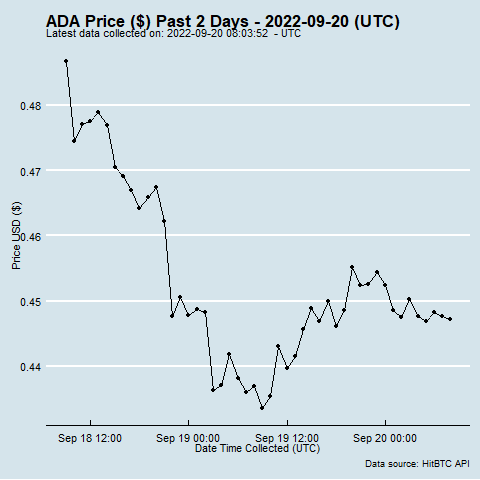 ADA Price ($) Past 2 Days - 2022-09-20 (UTC)
Latest data collected on: 2022-09-20 08:03:52  - UTC
Price USD ($)
0.48
0.47
0.46
0.45
0.44
Sep 18 12:00 Sep 19 00:00 Sep 19 12:00 Sep 20 00:00
Date Time Collected (UTC)
Data source: HitBTC API